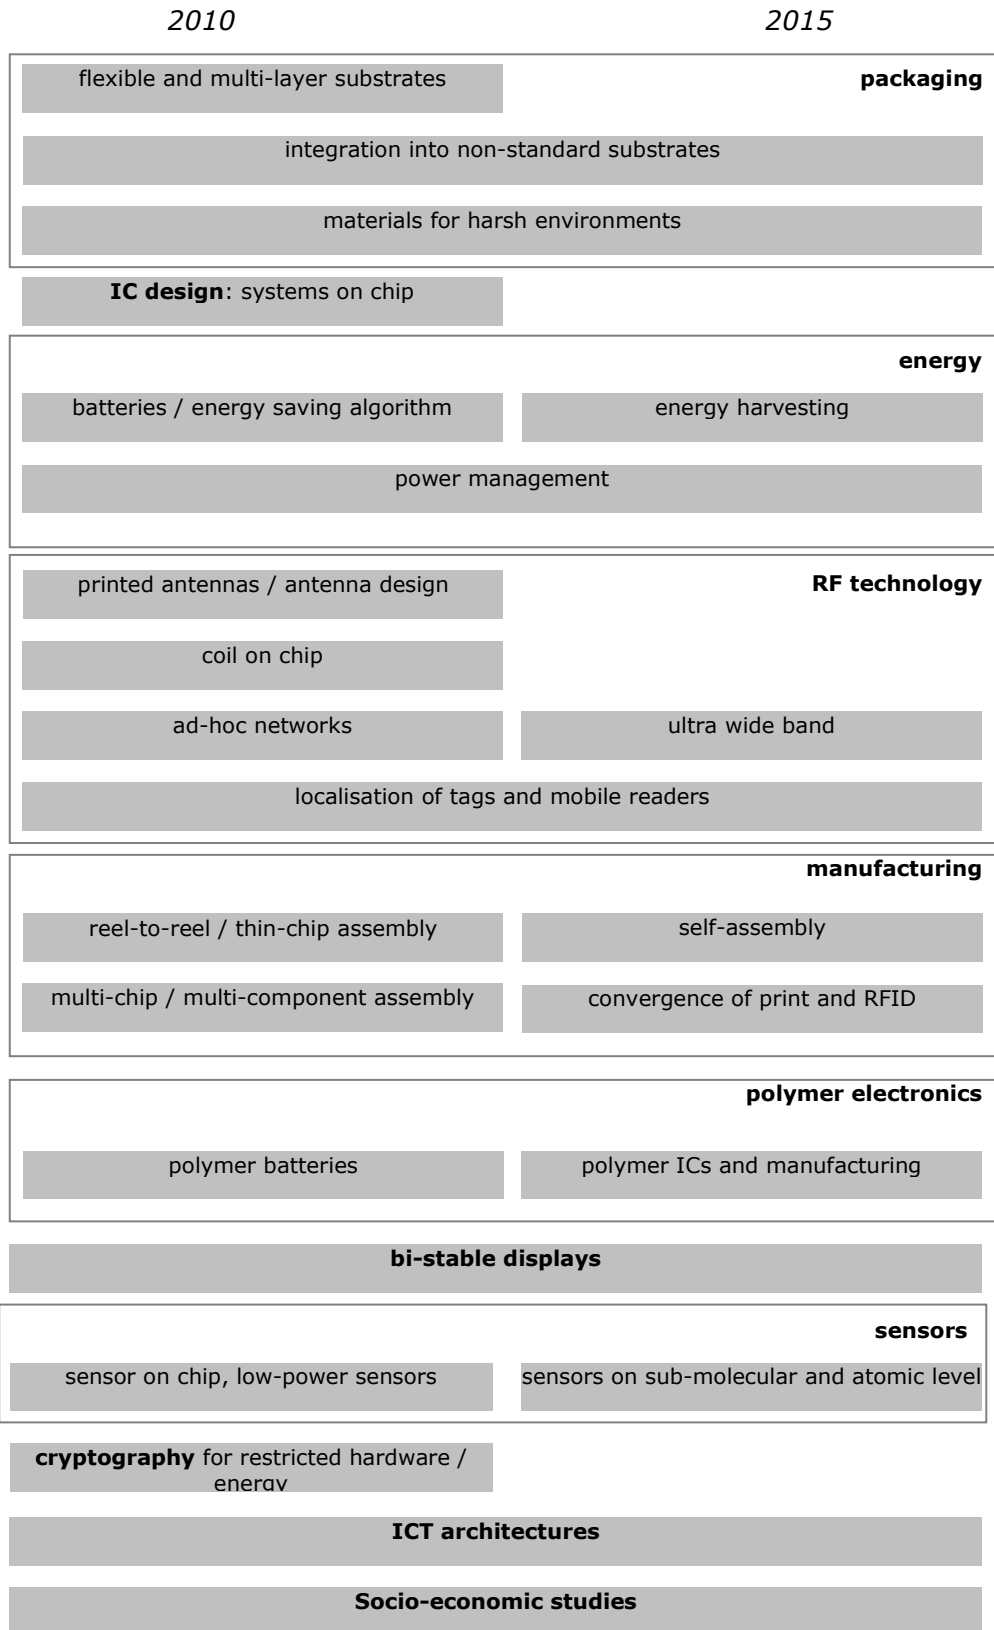 2010 2015
flexible and multi-layer substrates packaging
integration into non-standard substrates
materials for harsh environments
IC design: systems on chip
energy
batteries / energy saving algorithm energy harvesting
power management
printed antennas / antenna design RF technology
coil on chip
ad-hoc networks ultra wide band
localisation of tags and mobile readers
manufacturing
reel-to-reel / thin-chip assembly self-assembly
multi-chip / multi-component assembly convergence of print and RFID
polymer electronics
polymer batteries polymer ICs and manufacturing
bi-stable displays
sensors
sensor on chip, low-power sensors sensors on sub-molecular and atomic level
cryptography for restricted hardware /
energy
ICT architectures
Socio-economic studies